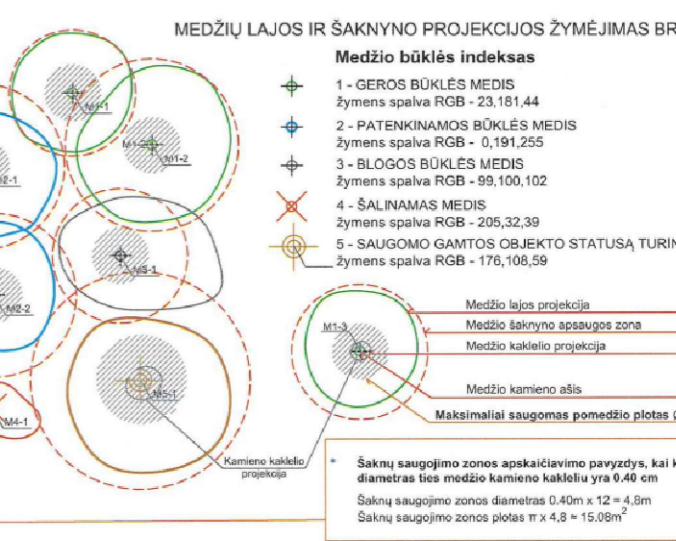 MEDŽIŲ LAJOS IR ŠAKNYNO PROJEKCIJOS ŽYMĖJIMAS BR
Medžio būklės indeksas
1 - GEROS BŪKLĖS MEDIS
žymens spalva RGB - 23,181,44
2 - PATENKINAMOS BŪKLĖS MEDIS
žymens spalva RGB - 0,191,255
3 - BLOGOS BŪKLĖS MEDIS
žymens spalva RGB - 99,100,102
4 - ŠALINAMAS MEDIS
žymens spalva RGB - 205,32,39
5 - SAUGOMO GAMTOS OBJEKTO STATUSĄ TURIN
žymens spalva RGB - 176,108,59
M1-1
M1-2
M1-2
M2-1
M3-1
M2-2
M5-1
M4-1
Kamieno kaklelio
projekcija
M1-3
Medžio lajos projekcija
Medžio šaknyno apsaugos zona
Medžio kaklelio projekcija
Medžio kamieno ašis
Maksimaliai saugomas pomedžio plotas
* Šaknų saugojimo zonos apskaičiavimo pavyzdys, kai k
diametras ties medžio kamieno kakleliu yra 0.40 cm
Šaknų saugojimo zonos diametras 0.40m x 12 = 4,8m
Šaknų saugojimo zonos plotas π x 4,8 = 15.08m²